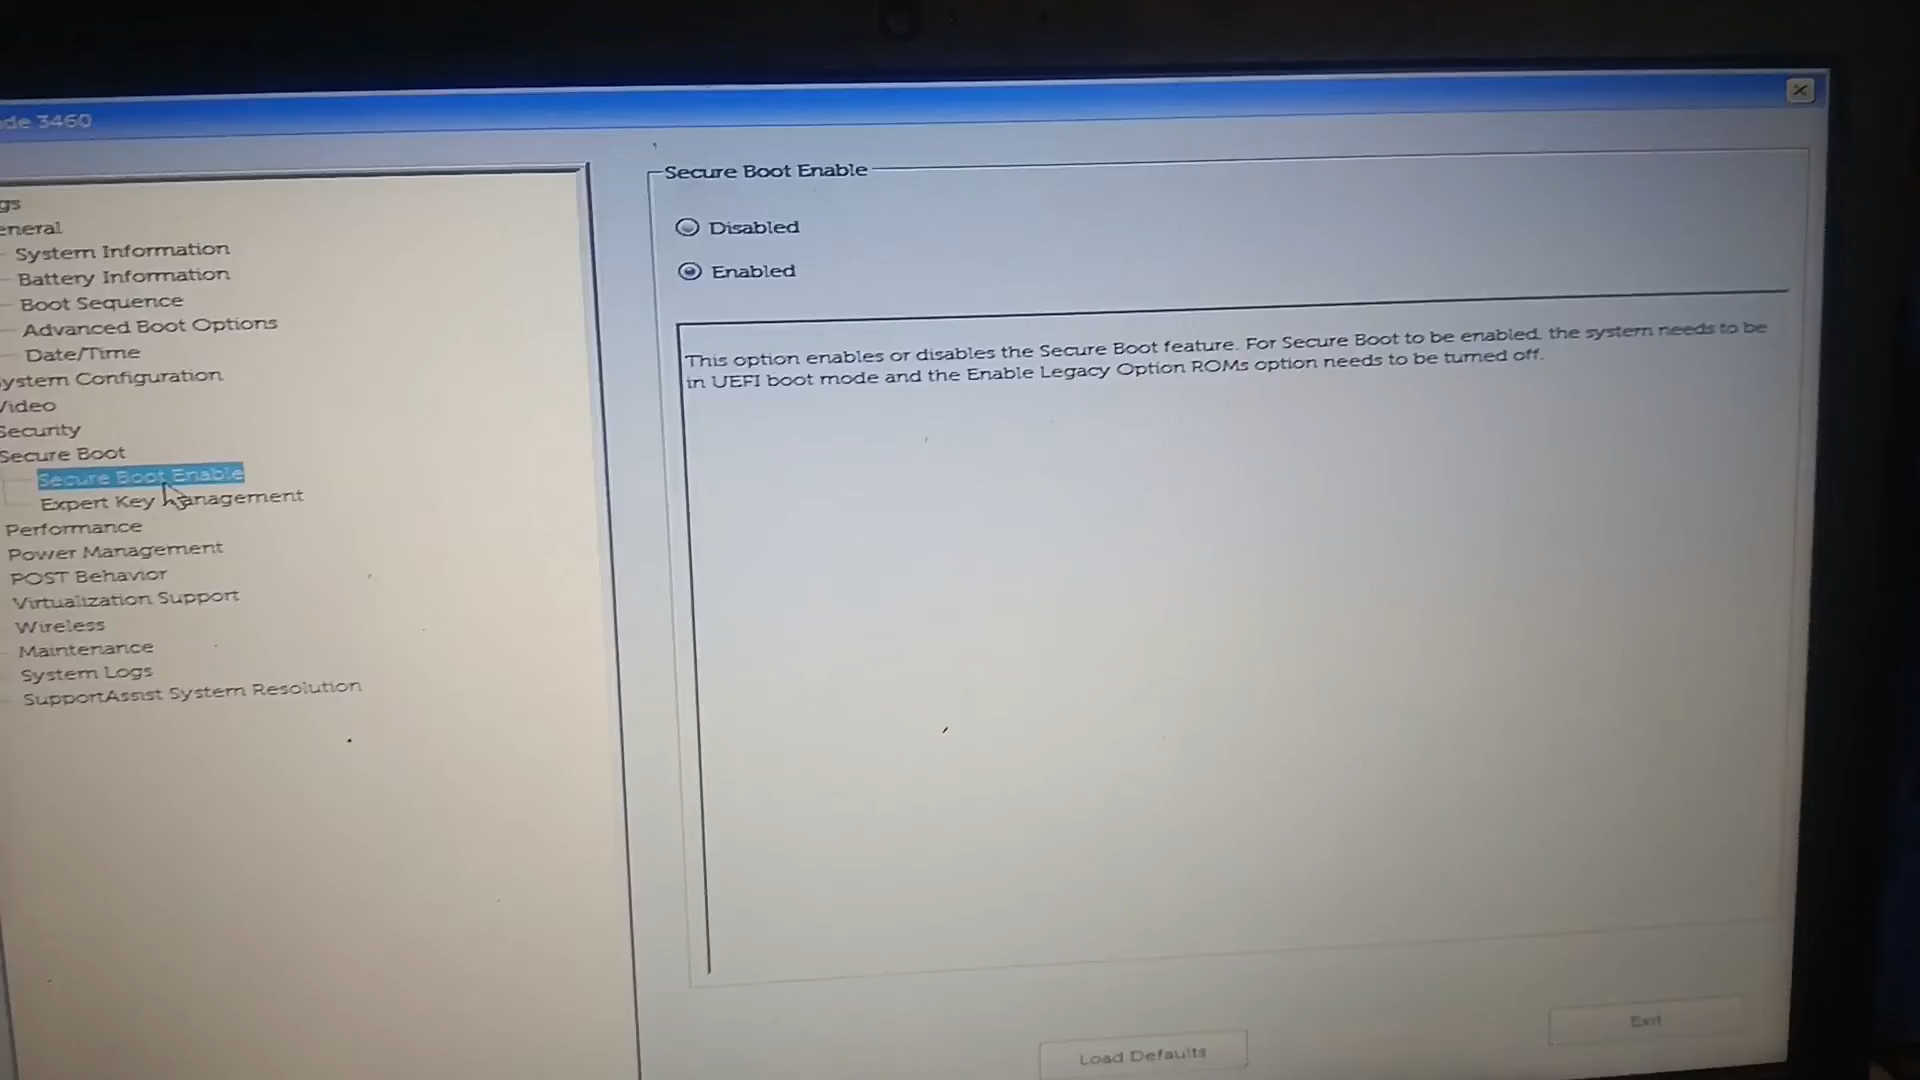 de 3460
gs
eneral
System Information
Battery Information
Boot Sequence
Advanced Boot Options
Date/Time
ystem Configuration
Video
Security
Secure Boot
Secure Boot Enable
Expert Key Management
Performance
Power Management
POST Behavior
Virtualization Support
Wireless
Maintenance
System Logs
SupportAssist System Resolution
Secure Boot Enable
Disabled
Enabled
This option enables or disables the Secure Boot feature. For Secure Boot to be enabled, the system needs to be
in UEFI boot mode and the Enable Legacy Option ROMs option needs to be turned off.
Load Defaults
Exit